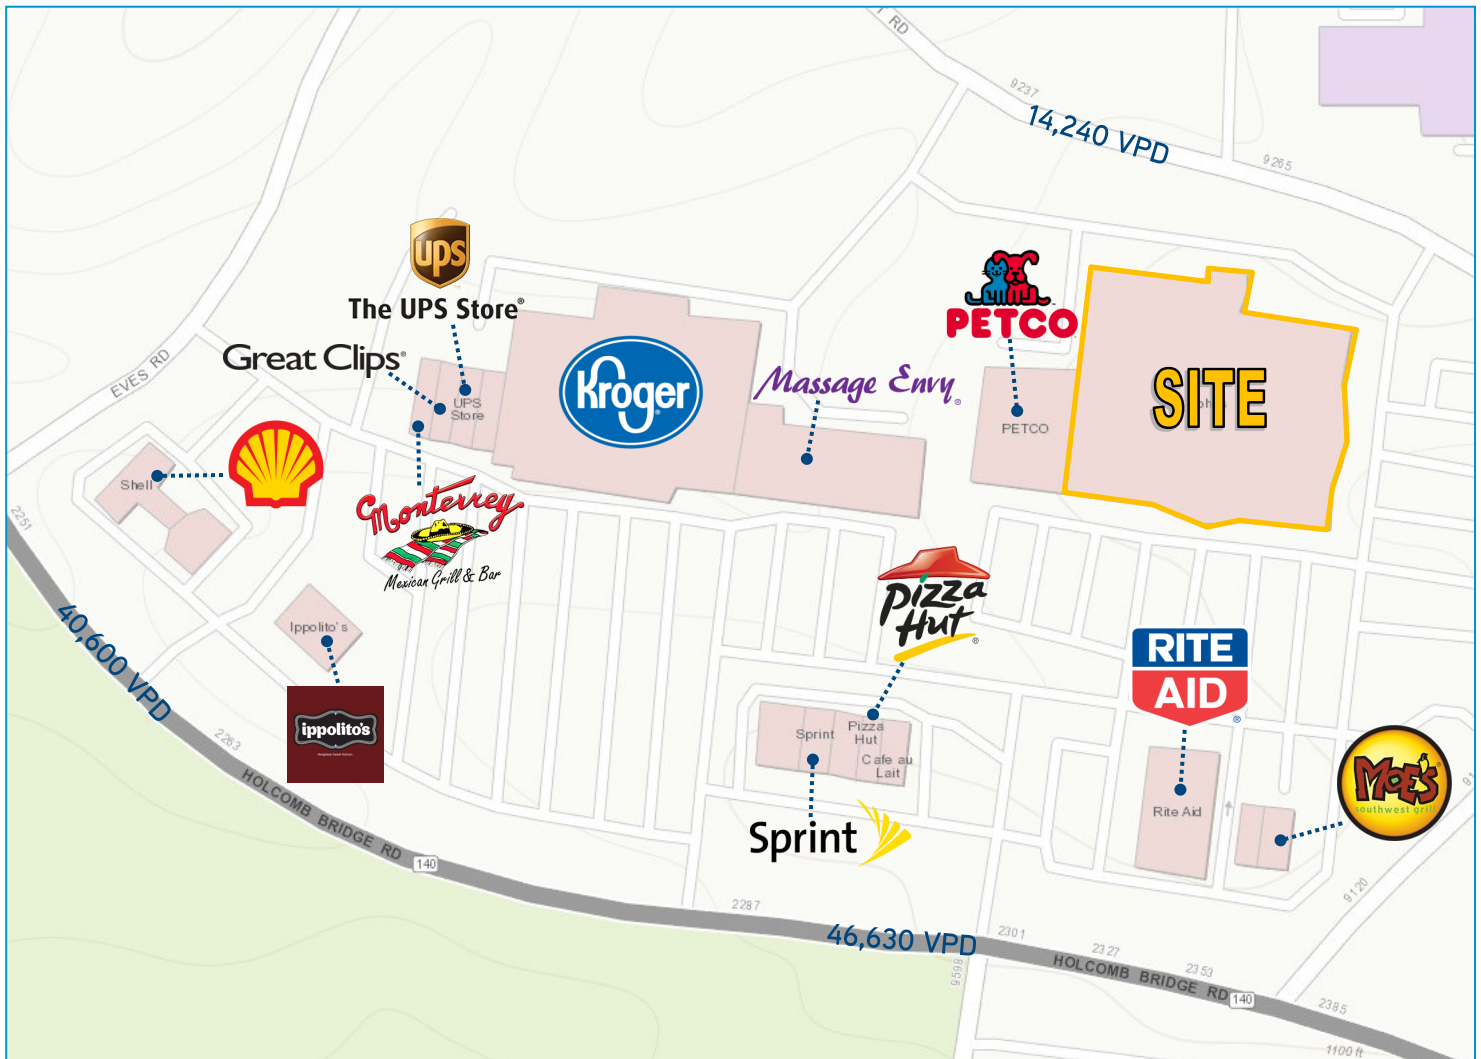 T RD
9237
14,240 VPD
9265
ups
The UPS Store®
Great Clips®
EVES RD
UPS
Store
Kroger
Massage Envy®
PETCO
PETCO
SITE
Shell
2251
Monterrey
Mexican Grill & Bar
Pizza
Hut
®
Ippolito's
40,600 VPD
ippolito's
2263
RITE
AID
®
Sprint
Pizza
Hut
Cafe au
Lait
Sprint
Rite Aid
MOE'S
southwest grill
HOLCOMB BRIDGE RD
140
2287
46,630 VPD
2301
2327
2353
9120
9598
HOLCOMB BRIDGE RD
140
2385
1100 ft